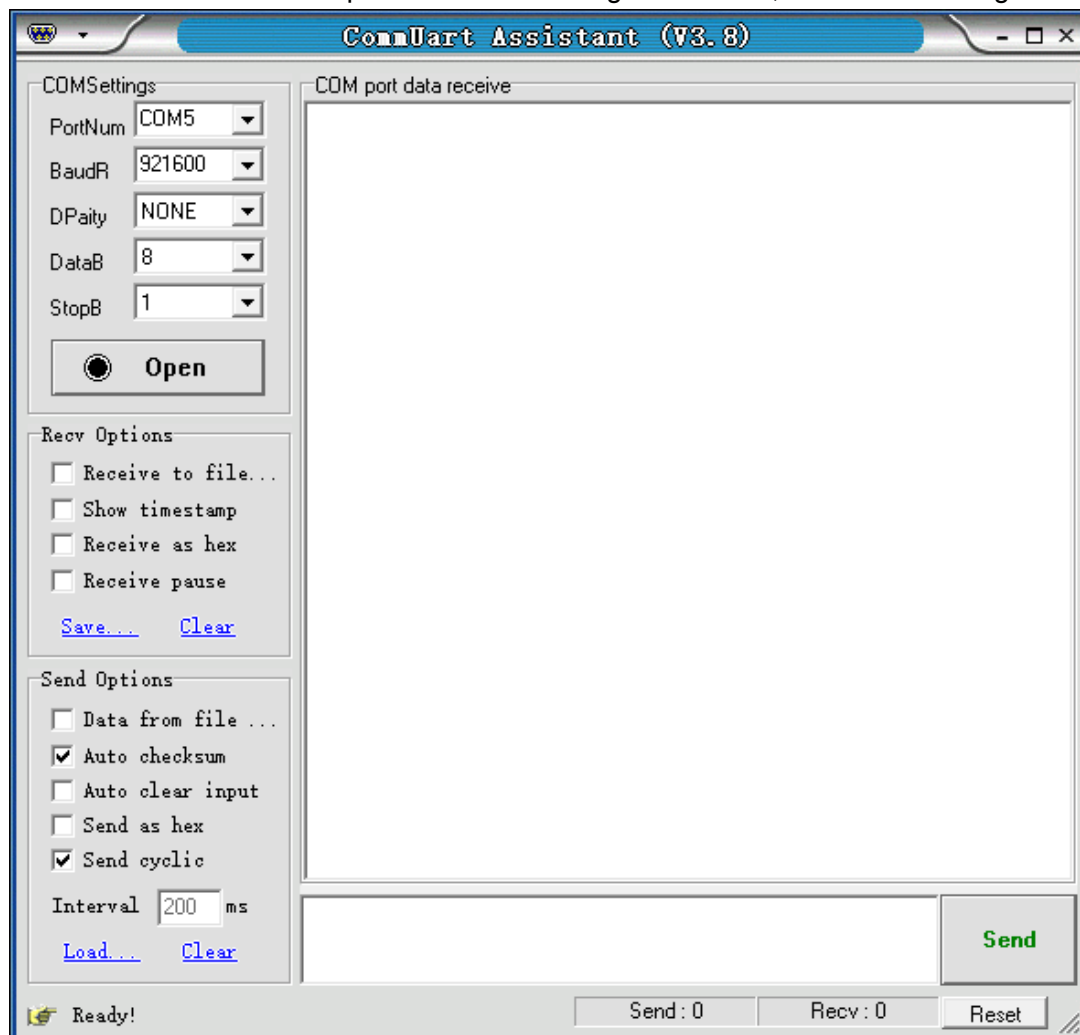 CommUart Assistant (V3.8)
COMSettings
PortNum COM5
BaudR 921600
DPaity NONE
DataB 8
StopB 1
Open
Recv Options
Receive to file...
Show timestamp
Receive as hex
Receive pause
Save... Clear
Send Options
Data from file ...
Auto checksum
Auto clear input
Send as hex
Send cyclic
Interval 200 ms
Load... Clear
COM port data receive
Send
Ready!
Send : 0
Recv : 0
Reset